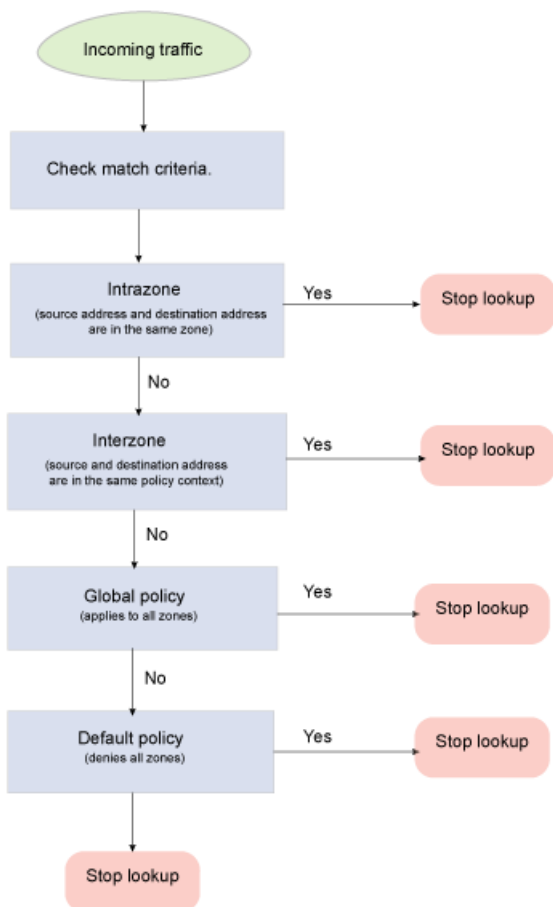 Incoming traffic
Check match criteria.
Intrazone
(source address and destination address
are in the same zone)
Yes
Stop lookup
No
Interzone
(source and destination address
are in the same policy context)
Yes
Stop lookup
No
Global policy
(applies to all zones)
Yes
Stop lookup
No
Default policy
(denies all zones)
Yes
Stop lookup
Stop lookup